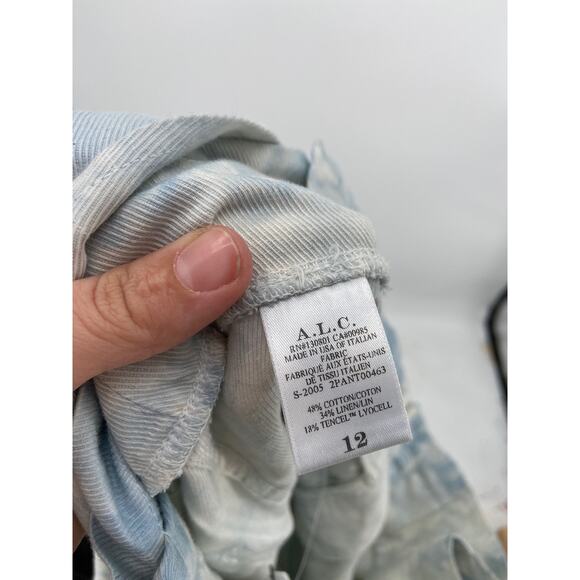 A.L.C.
RN#130801 CA#00985
MADE IN USA OF ITALIAN
FABRIC
FABRIQUE AUX ÉTATS-UNIS
DE TISSU ITALIEN
S-2005 2PANT00463
48% COTTON/COTON
34% LINEN/LIN
18% TENCEL™ LYOCELL
12